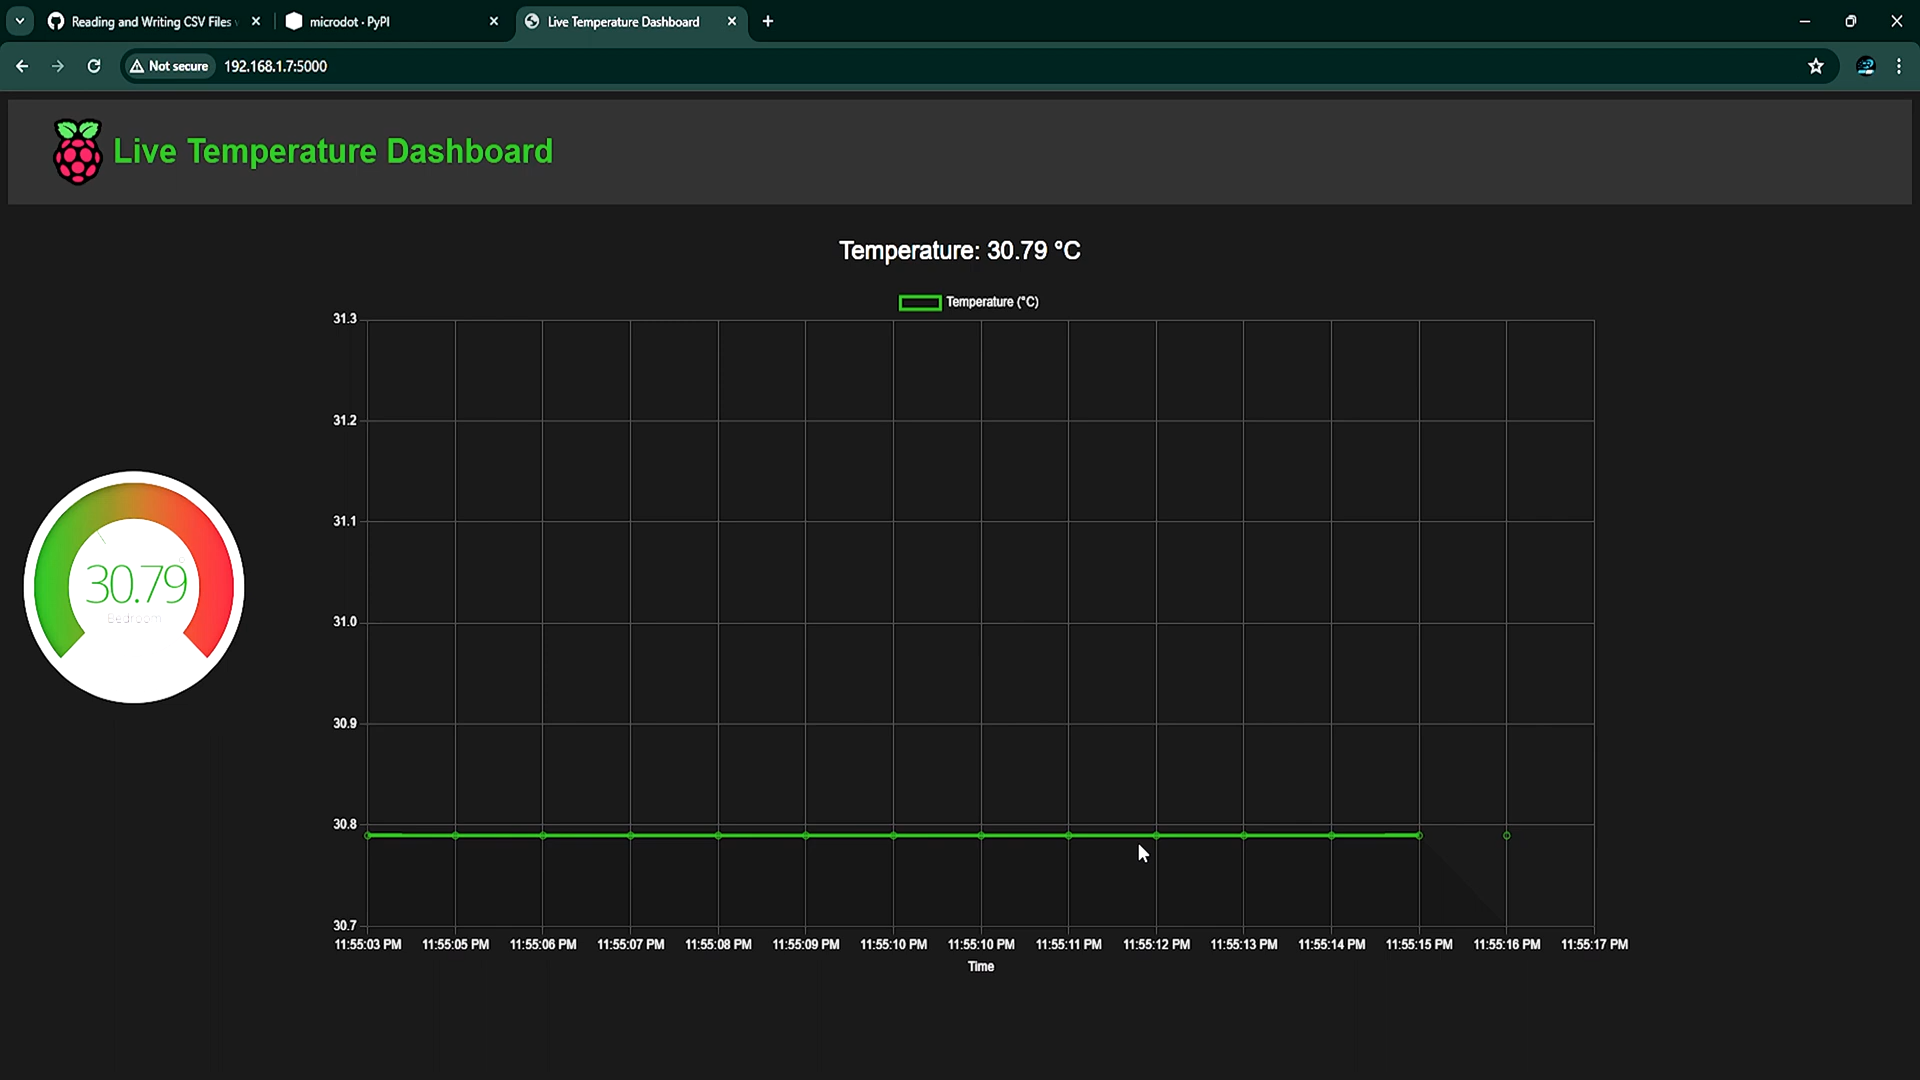 Reading and Writing CSV Files
microdot · PyPI
Live Temperature Dashboard
Not secure
192.168.1.7:5000
Live Temperature Dashboard
Temperature: 30.79 °C
Temperature (°C)
31.3
31.2
31.1
31.0
30.9
30.8
30.7
30.79
Bedroom
11:55:03 PM 11:55:05 PM 11:55:06 PM 11:55:07 PM 11:55:08 PM 11:55:09 PM 11:55:10 PM 11:55:10 PM 11:55:11 PM 11:55:12 PM 11:55:13 PM 11:55:14 PM 11:55:15 PM 11:55:16 PM 11:55:17 PM
Time